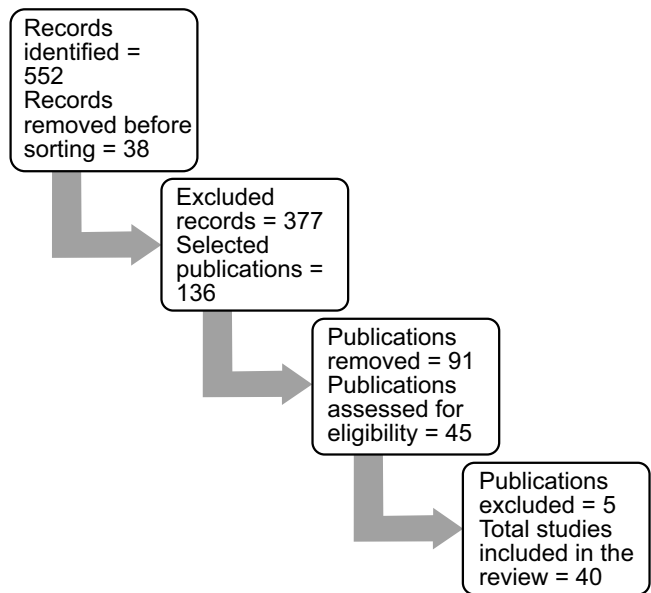 Records
identified =
552
Records
removed before
sorting = 38
Excluded
records = 377
Selected
publications =
136
Publications
removed = 91
Publications
assessed for
eligibility = 45
Publications
excluded = 5
Total studies
included in the
review = 40